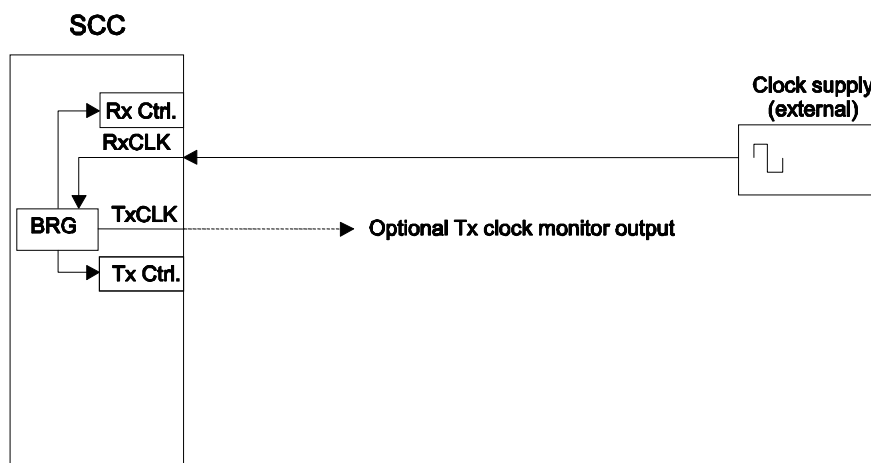 SCC
Clock supply
(external)
Rx Ctrl.
RxCLK
TxCLK
BRG
Optional Tx clock monitor output
Tx Ctrl.